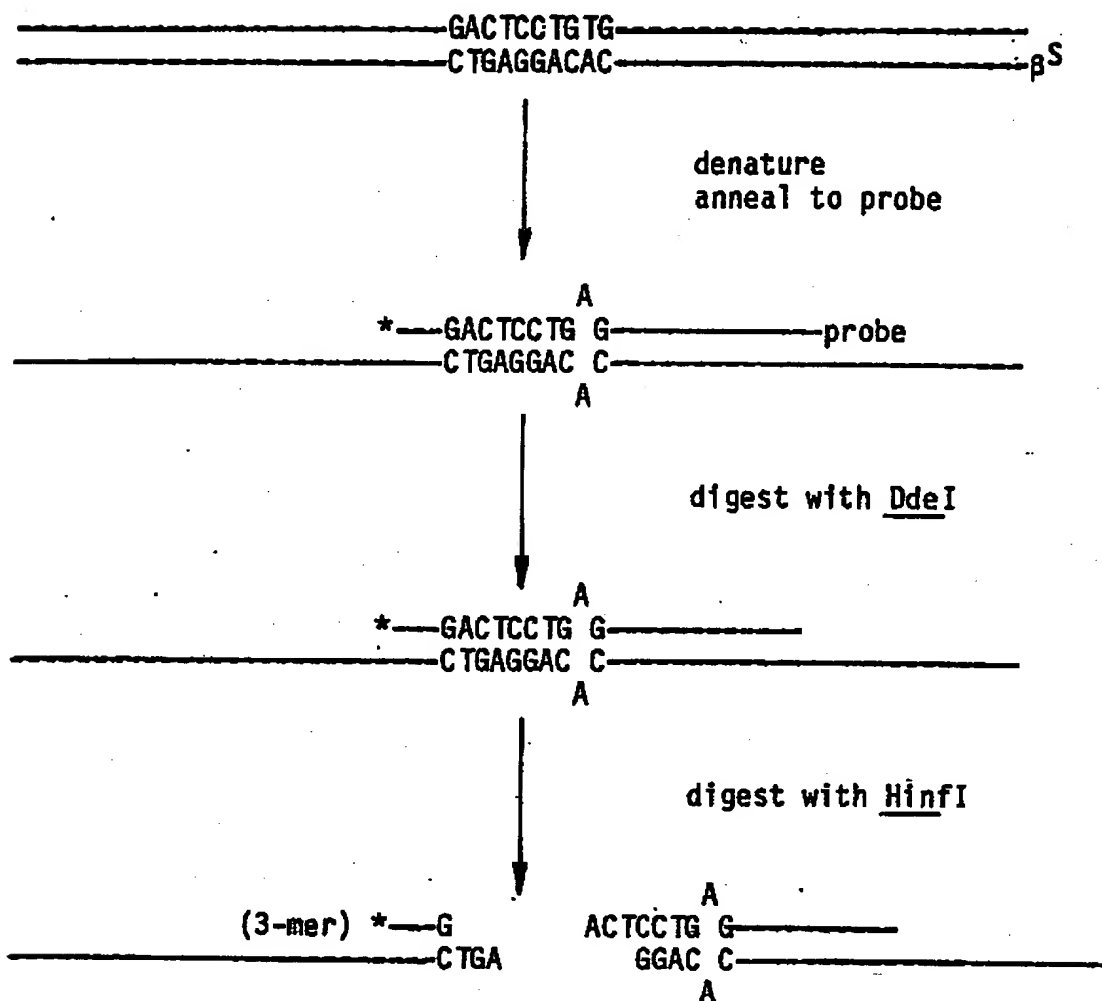 GACTCCTGTG
CTGAGGACAC βS
denature
anneal to probe
A
* GACTCCTG G probe
CTGAGGAC C
A
digest with DdeI
A
* GACTCCTG G
CTGAGGAC C
A
digest with HinfI
A
(3-mer) * G ACTCCTG G
CTGA GGAC C
A